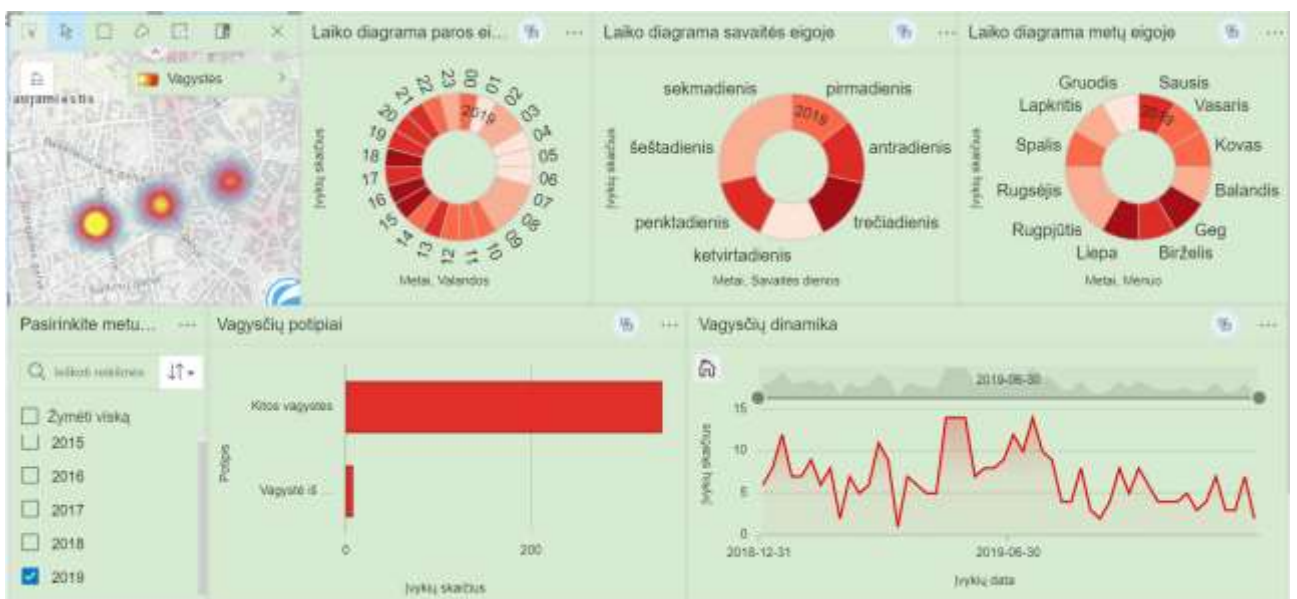 Laiko diagrama paros ei...
Laiko diagrama savaitės eigoje
Laiko diagrama metų eigoje
Vagystės
aujamiestis
23
00
01
02
03
04
05
06
07
08
09
10
11
12
13
14
15
16
17
18
19
20
21
22
2019
Įvykių skaičius
Metai, Valandos
sekmadienis
pirmadienis
2019
šeštadienis
antradienis
penktadienis
trečiadienis
ketvirtadienis
Įvykių skaičius
Metai, Savaitės dienos
Gruodis
Sausis
Lapkritis
2019
Vasaris
Spalis
Kovas
Rugsėjis
Balandis
Rugpjūtis
Geg
Liepa
Birželis
Įvykių skaičius
Metai, Mėnuo
Pasirinkite metu...
Ieškoti reikšmės
Žymėti viską
2015
2016
2017
2018
2019
Vagysčių potipiai
Kitos vagystės
Vagystė iš ...
Potipis
0
200
Įvykių skaičius
Vagysčių dinamika
2019-06-30
15
10
5
0
Įvykių skaičius
2018-12-31
2019-06-30
Įvykių data